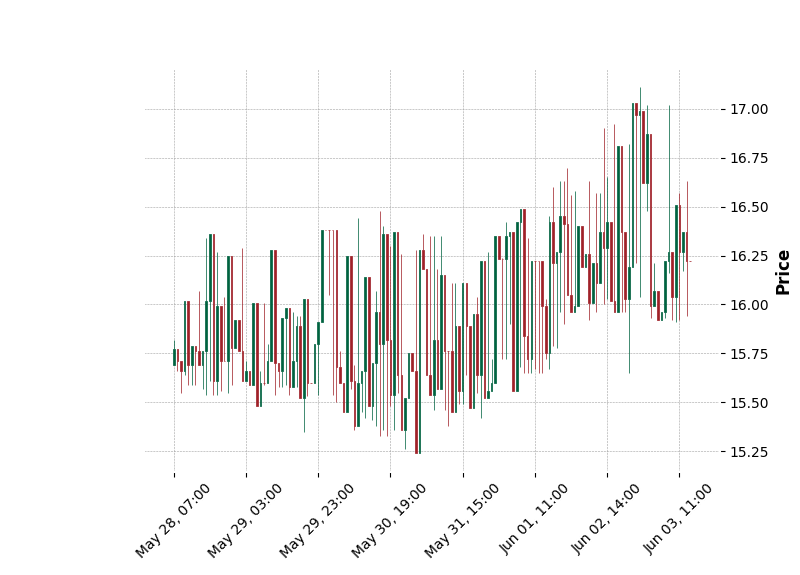 17.00
16.75
16.50
16.25
16.00
15.75
15.50
15.25
Price
May 28, 07:00
May 29, 03:00
May 29, 23:00
May 30, 19:00
May 31, 15:00
Jun 01, 11:00
Jun 02, 14:00
Jun 03, 11:00